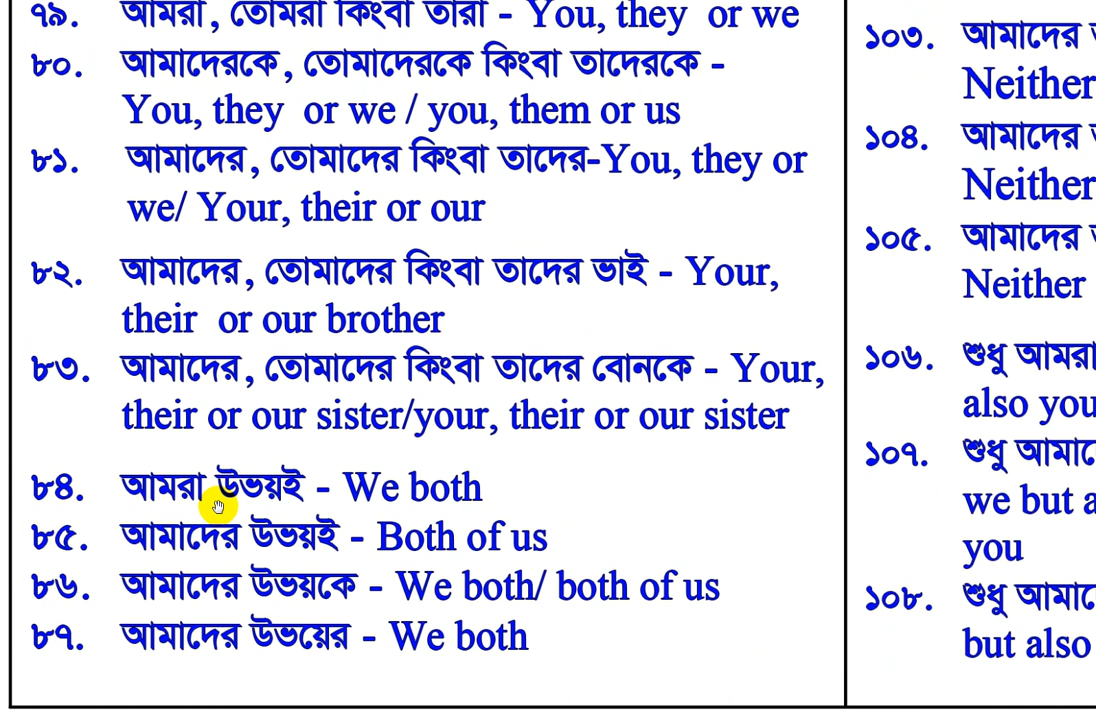 ৭৯. আমরা, তোমরা কিংবা তারা - You, they or we
৮০. আমাদেরকে, তোমাদেরকে কিংবা তাদেরকে -
You, they or we / you, them or us
৮১. আমাদের, তোমাদের কিংবা তাদের-You, they or
we/ Your, their or our
৮২. আমাদের, তোমাদের কিংবা তাদের ভাই - Your,
their or our brother
৮৩. আমাদের, তোমাদের কিংবা তাদের বোনকে - Your,
their or our sister/your, their or our sister
৮৪. আমরা উভয়ই - We both
৮৫. আমাদের উভয়ই - Both of us
৮৬. আমাদের উভয়কে - We both/ both of us
৮৭. আমাদের উভয়ের - We both
১০৩. আমাদের
Neither
১০৪. আমাদের
Neither
১০৫. আমাদের
Neither
১০৬. শুধু আমরা
also you
১০৭. শুধু
we but
you
১০৮. শুধু
but also